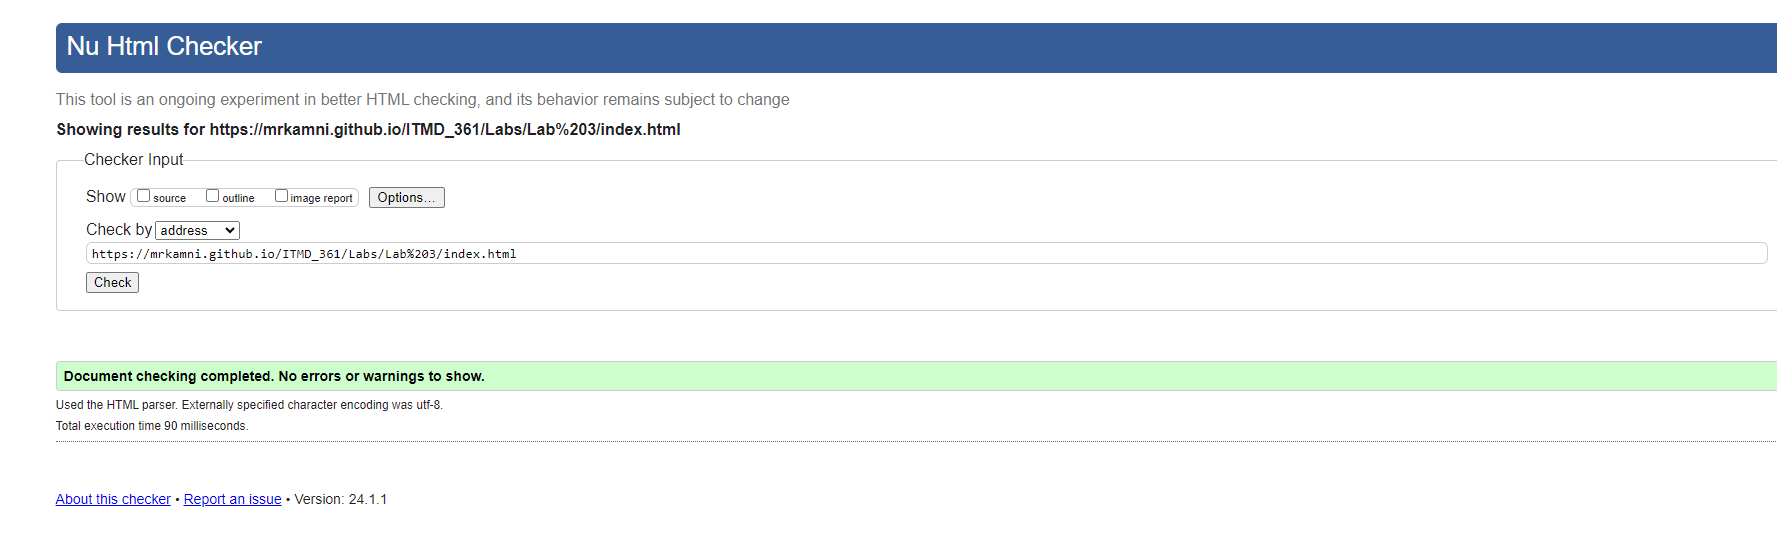 Nu Html Checker
This tool is an ongoing experiment in better HTML checking, and its behavior remains subject to change
Showing results for https://mrkamni.github.io/ITMD_361/Labs/Lab%203/index.html
Checker Input
Show source outline image report Options...
Check by address
https://mrkamni.github.io/ITMD_361/Labs/Lab%203/index.html
Check
Document checking completed. No errors or warnings to show.
Used the HTML parser. Externally specified character encoding was utf-8.
Total execution time 90 milliseconds.
About this checker • Report an issue • Version: 24.1.1